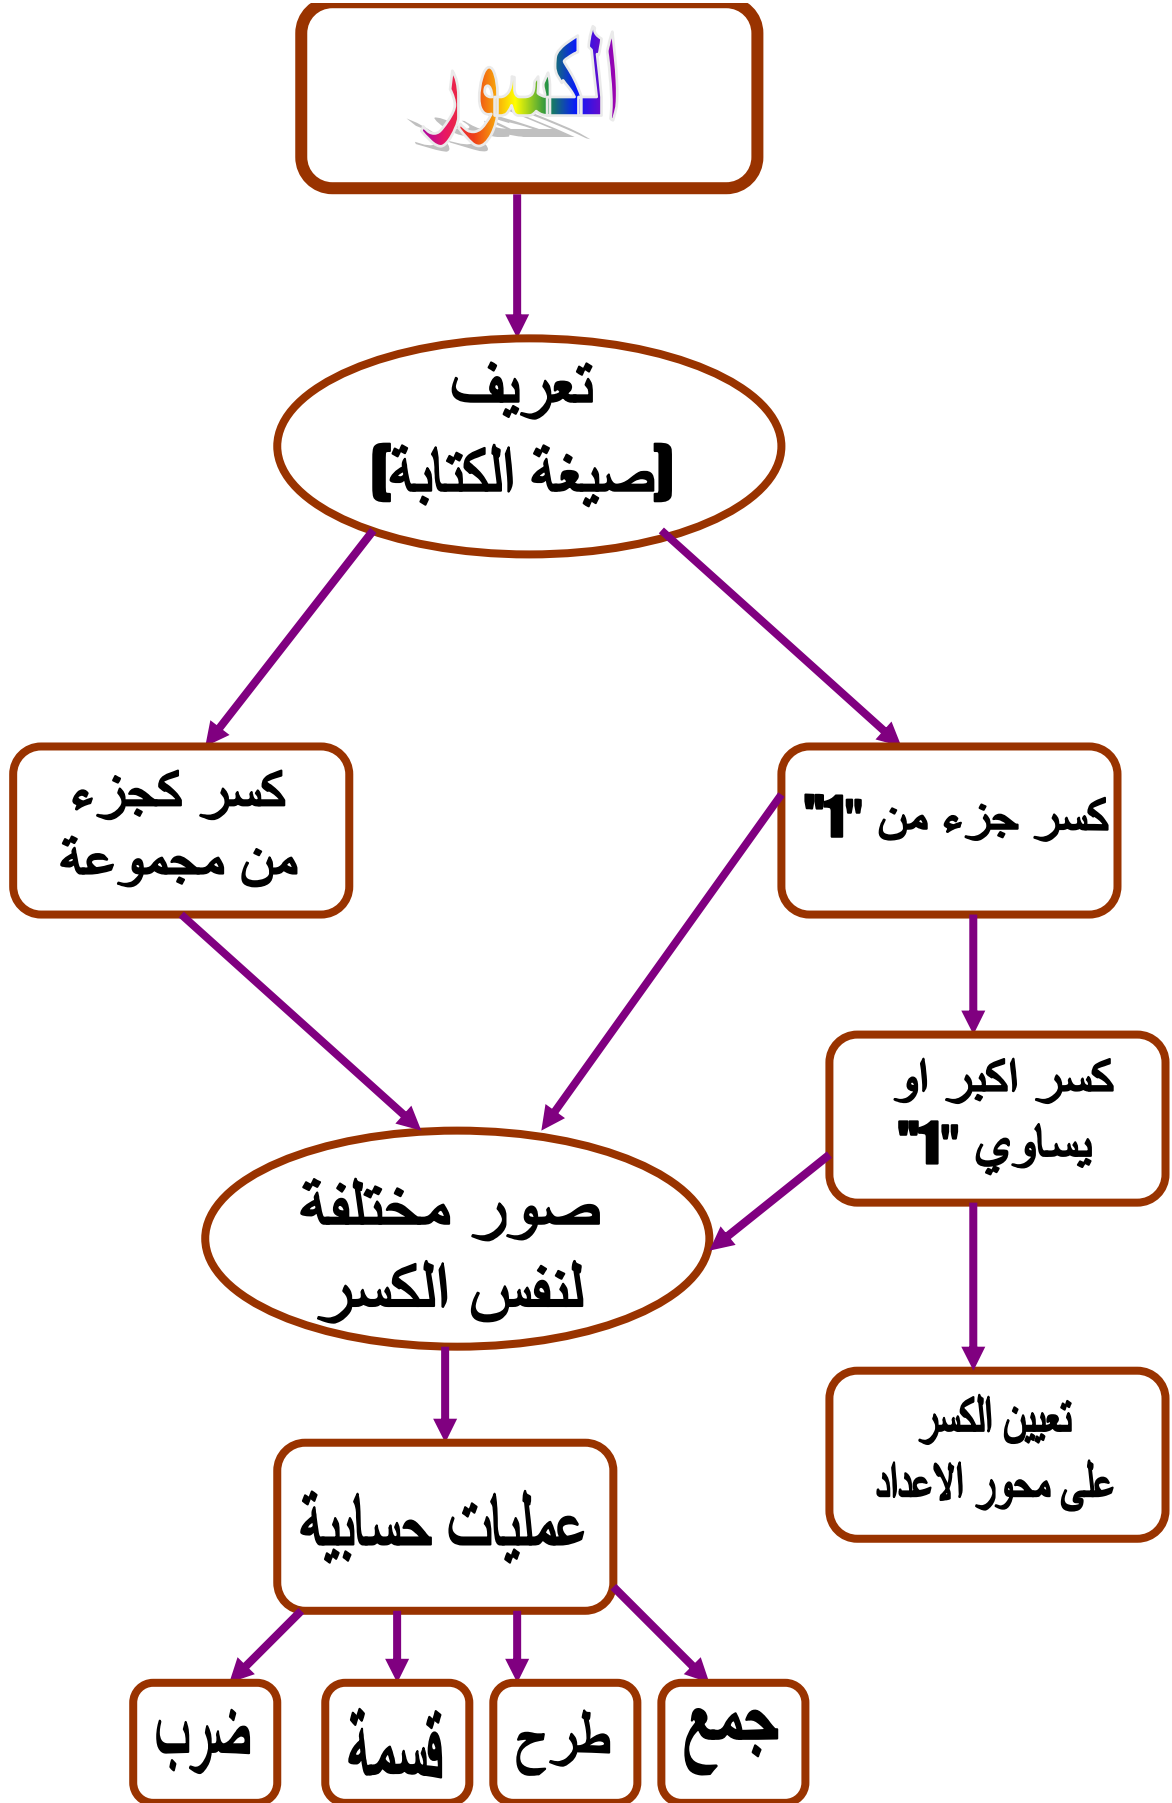 الكسور
تعريف
(صيغة الكتابة)
كسر جزء من "1"
كسر كجزء
من مجموعة
كسر اكبر او
يساوي "1"
صور مختلفة
لنفس الكسر
تعيين الكسر
على محور الاعداد
عمليات حسابية
جمع
طرح
قسمة
ضرب